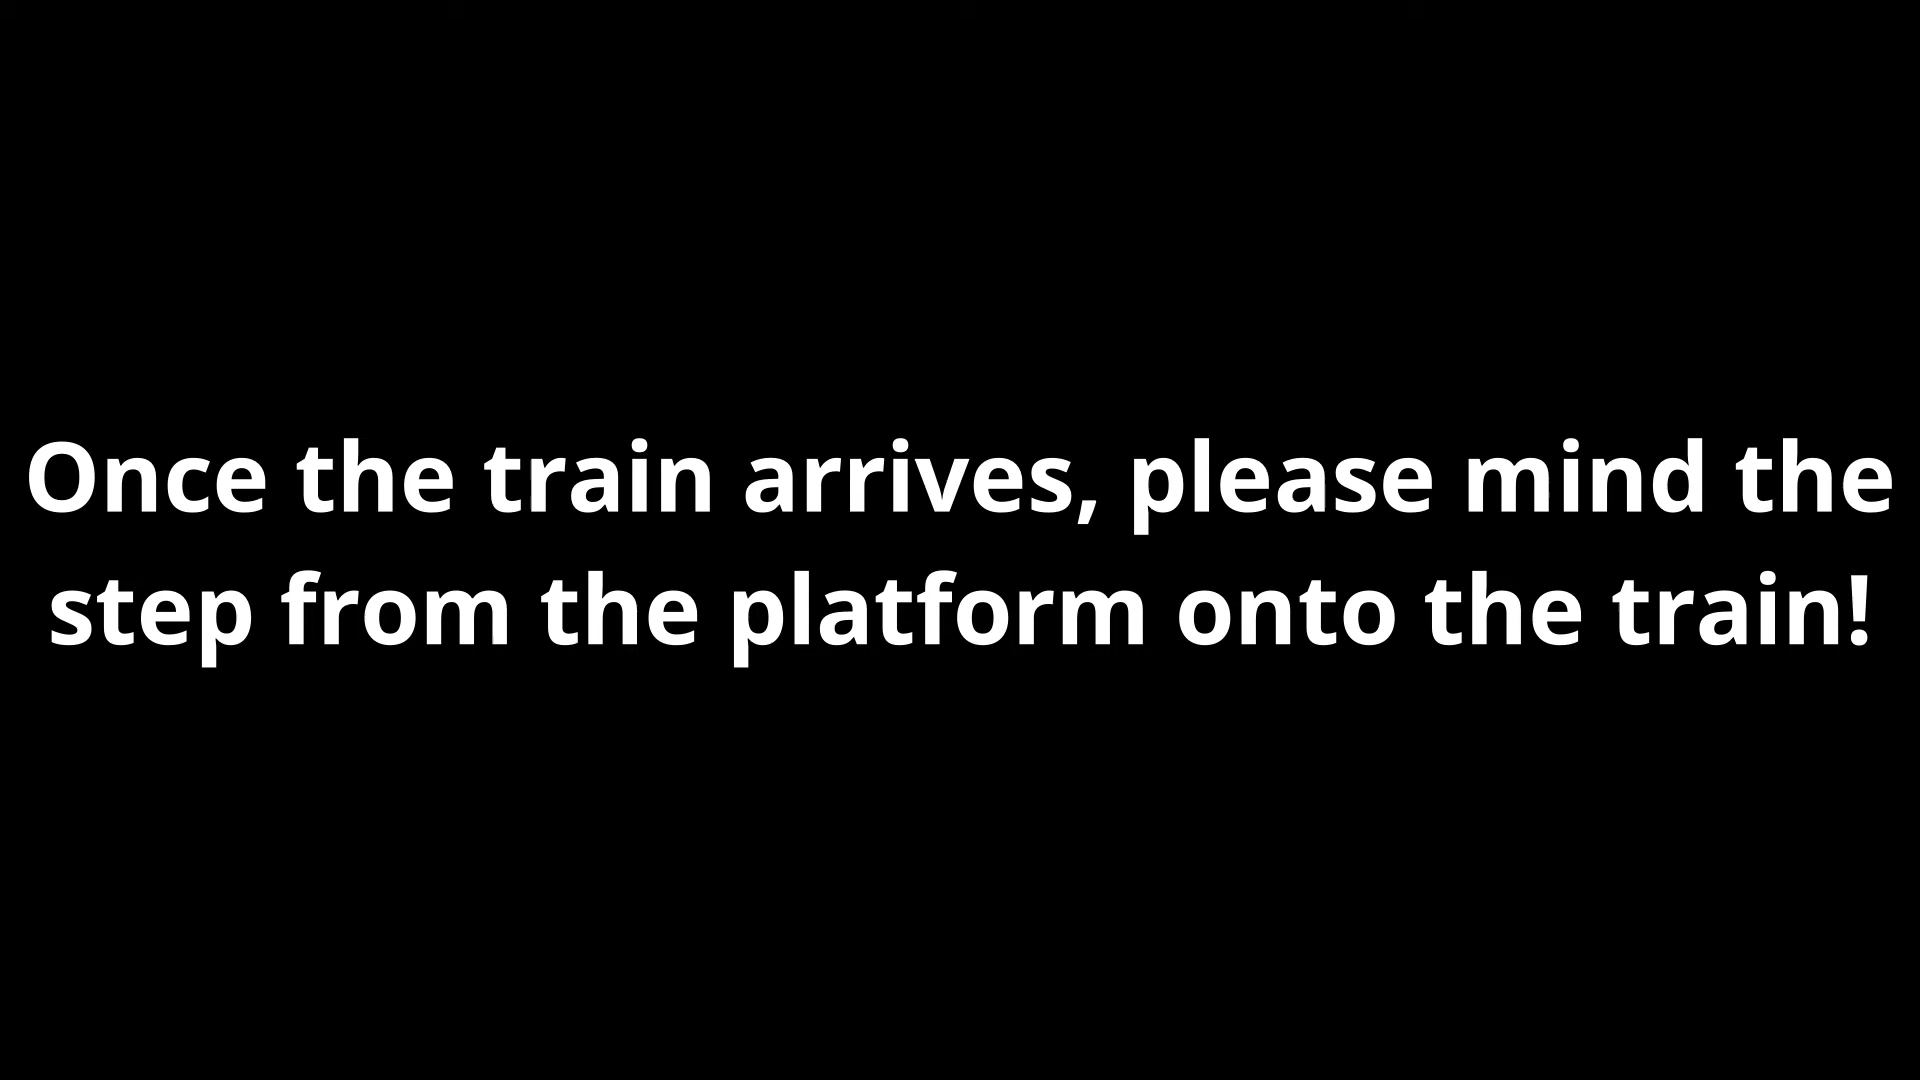 Once the train arrives, please mind the
step from the platform onto the train!